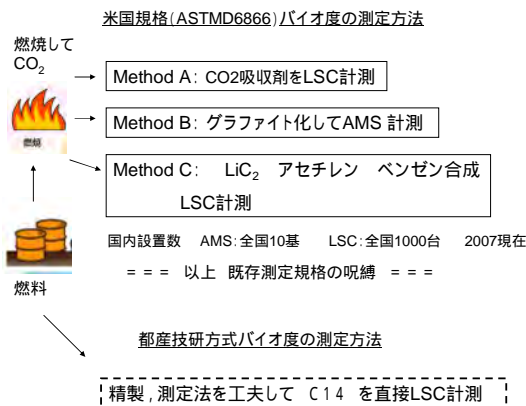 米国規格(ASTMD6866)バイオ度の測定方法
燃焼して
CO2
Method A: CO2吸収剤をLSC計測
Method B: グラファイト化してAMS 計測
燃焼
Method C: LiC2 アセチレン ベンゼン合成
LSC計測
国内設置数 AMS:全国10基 LSC:全国1000台 2007現在
=== 以上 既存測定規格の呪縛 ===
燃料
都産技研方式バイオ度の測定方法
精製,測定法を工夫して C14 を直接LSC計測